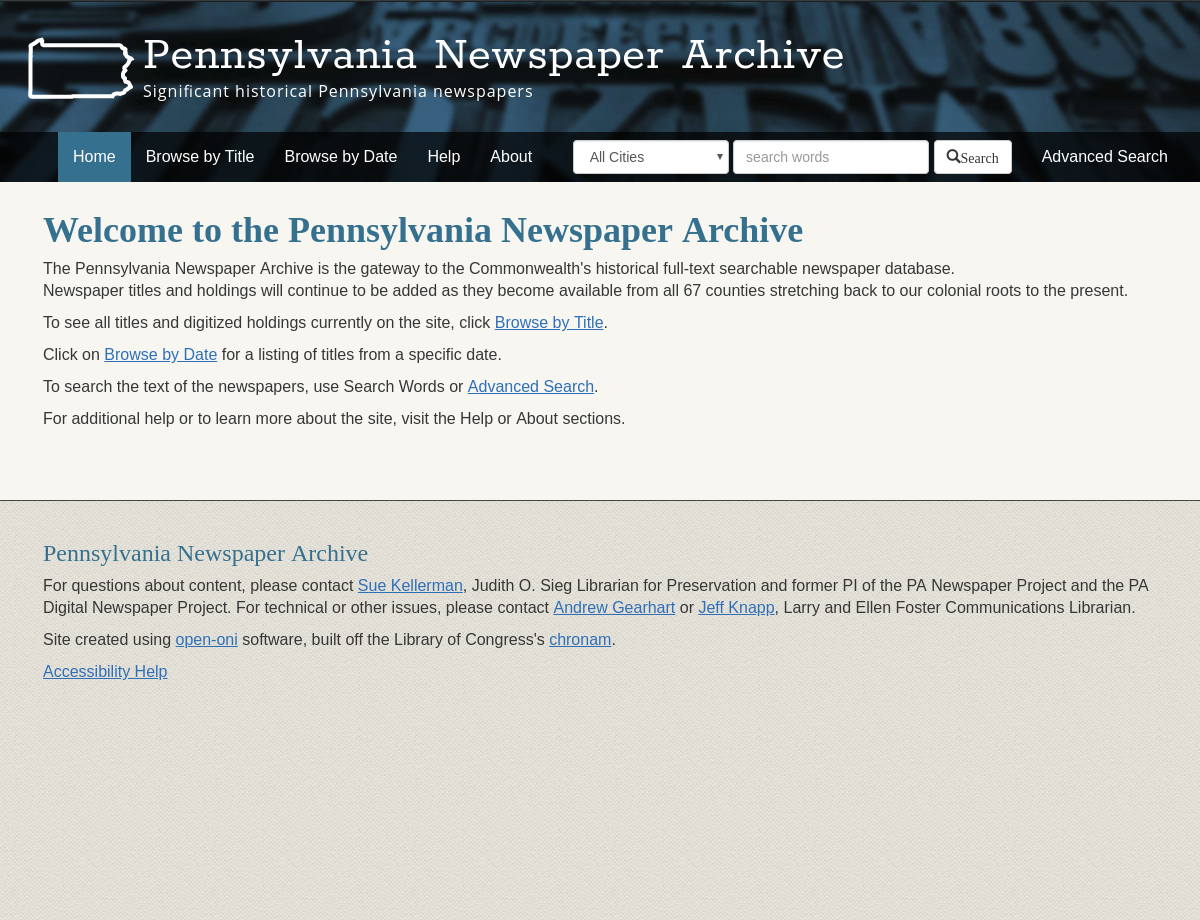 Pennsylvania Newspaper Archive
Significant historical Pennsylvania newspapers
Home Browse by Title Browse by Date Help About All Cities search words Search Advanced Search
Welcome to the Pennsylvania Newspaper Archive
The Pennsylvania Newspaper Archive is the gateway to the Commonwealth's historical full-text searchable newspaper database.
Newspaper titles and holdings will continue to be added as they become available from all 67 counties stretching back to our colonial roots to the present.
To see all titles and digitized holdings currently on the site, click Browse by Title.
Click on Browse by Date for a listing of titles from a specific date.
To search the text of the newspapers, use Search Words or Advanced Search.
For additional help or to learn more about the site, visit the Help or About sections.
Pennsylvania Newspaper Archive
For questions about content, please contact Sue Kellerman, Judith O. Sieg Librarian for Preservation and former PI of the PA Newspaper Project and the PA
Digital Newspaper Project. For technical or other issues, please contact Andrew Gearhart or Jeff Knapp, Larry and Ellen Foster Communications Librarian.
Site created using open-oni software, built off the Library of Congress's chronam.
Accessibility Help